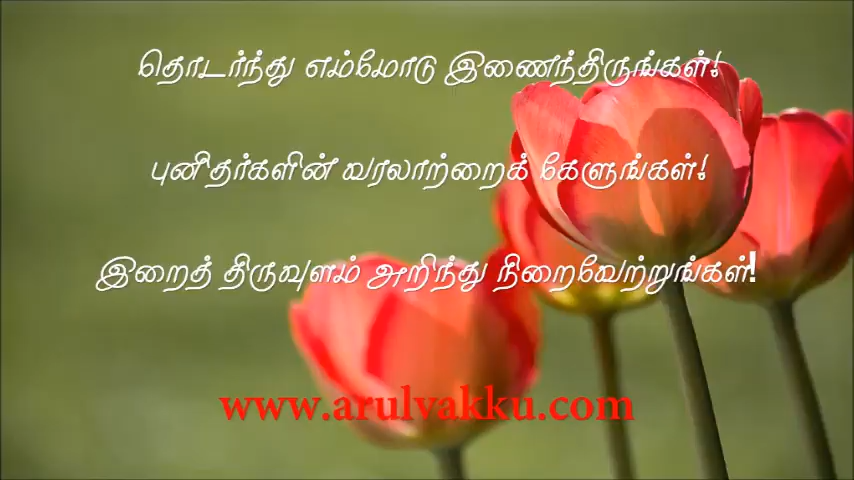 தொடர்ந்து எம்மோடு இணைந்திருங்கள்!
புனிதர்களின் வரலாற்றைக் கேளுங்கள்!
இறைத் திருவுளம் அறிந்து நிறைவேற்றுங்கள்!
www.arulvakku.com